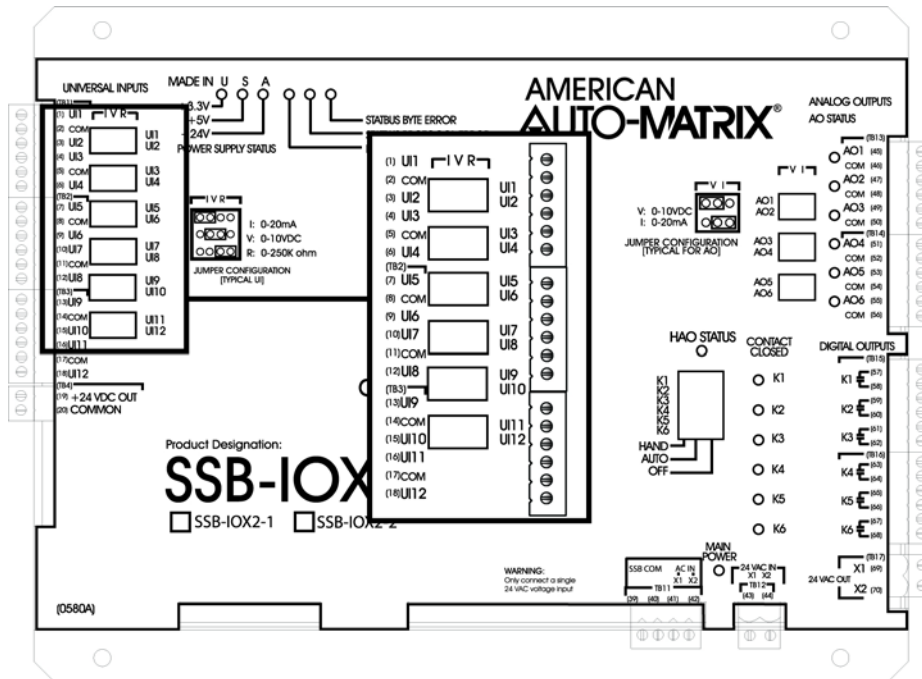 UNIVERSAL INPUTS
(TB1)
I V R
(1) UI1
(2) COM
(3) UI2
(4) UI3
(5) COM
(6) UI4
(TB2)
(7) UI5
(8) COM
(9) UI6
(10) UI7
(11) COM
(12) UI8
(TB3)
(13) UI9
(14) COM
(15) UI10
(16) UI11
(17) COM
(18) UI12
(TB4)
(19) +24 VDC OUT
(20) COMMON
UI1
UI2
UI3
UI4
UI5
UI6
UI7
UI8
UI9
UI10
UI11
UI12
MADE IN U S A
+5V
POWER SUPPLY STATUS
STATBUS BYTE ERROR
I V R
I: 0-20mA
V: 0-10VDC
R: 0-250K ohm
JUMPER CONFIGURATION
(TYPICAL UI)
I V R
(1) UI1
(2) COM
(3) UI2
(4) UI3
(5) COM
(6) UI4
(TB2)
(7) UI5
(8) COM
(9) UI6
(10) UI7
(11) COM
(12) UI8
(TB3)
(13) UI9
(14) COM
(15) UI10
(16) UI11
(17) COM
(18) UI12
UI1
UI2
UI3
UI4
UI5
UI6
UI7
UI8
UI9
UI10
UI11
UI12
AMERICAN
AUTO-MATRIX®
V I
V: 0-10VDC
I: 0-20mA
JUMPER CONFIGURATION
(TYPICAL FOR AO)
V I
AO1
AO2
AO3
AO4
AO5
AO6
ANALOG OUTPUTS
AO STATUS
(TB13)
AO1 (45)
COM (46)
AO2 (47)
COM (48)
AO3 (49)
COM (50)
(TB14)
AO4 (51)
COM (52)
AO5 (53)
COM (54)
AO6 (55)
COM (56)
HAO STATUS
K1
K2
K3
K4
K5
K6
HAND
AUTO
OFF
CONTACT
CLOSED
K1
K2
K3
K4
K5
K6
DIGITAL OUTPUTS
(TB15)
K1 (57)
(58)
K2 (59)
(60)
K3 (61)
(62)
(TB16)
K4 (63)
(64)
K5 (65)
(66)
K6 (67)
(68)
(TB17)
X1 (69)
24 VAC OUT
X2 (70)
Product Designation:
SSB-IOX
SSB-IOX2-1 SSB-IOX2-2
WARNING:
Only connect a single
24 VAC voltage input
SSB COM AC IN
X1 X2
TB11
(39) (40) (41) (42)
MAIN
POWER
24 VAC IN
X1 X2
TB12
(43) (44)
(0580A)